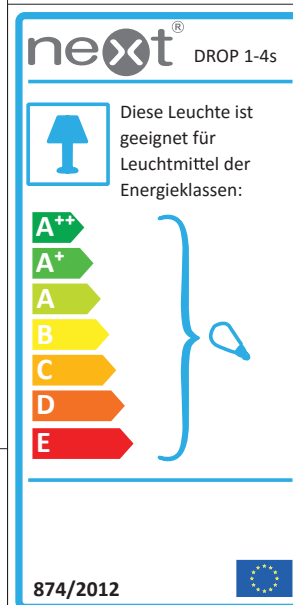 next® DROP 1-4s
Diese Leuchte ist
geeignet für
Leuchtmittel der
Energieklassen:
A++
A+
A
B
C
D
E
874/2012